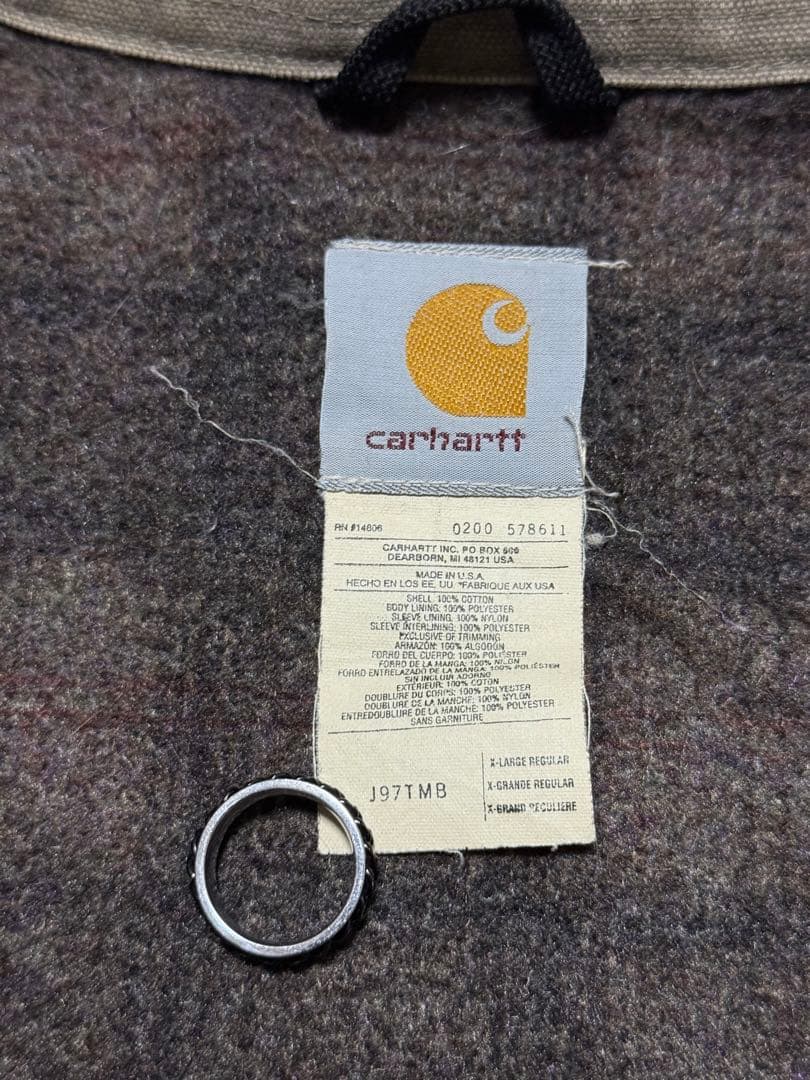 carhartt
RN #14806 0200 578611
CARHARTT INC. PO BOX 600
DEARBORN, MI 48121 USA
MADE IN U.S.A.
HECHO EN LOS EE. UU. *FABRIQUE AUX USA
SHELL: 100% COTTON
BODY LINING: 100% POLYESTER
SLEEVE LINING: 100% NYLON
SLEEVE INTERLINING: 100% POLYESTER
EXCLUSIVE OF TRIMMING
ARMAZON: 100% ALGODON
FORRO DEL CUERPO: 100% POLIESTER
FORRO DE LA MANGA: 100% NILON
FORRO ENTRELAZADO DE LA MANGA: 100% POLIESTER
SIN INCLUIR ADORNO
EXTERIEUR: 100% COTON
DOUBLURE DU CORPS: 100% POLYESTER
DOUBLURE DE LA MANCHE: 100% NYLON
ENTREDOUBLURE DE LA MANCHE: 100% POLYESTER
SANS GARNITURE
J97TMB
X-LARGE REGULAR
X-GRANDE REGULAR
X-GRAND REGULIERE